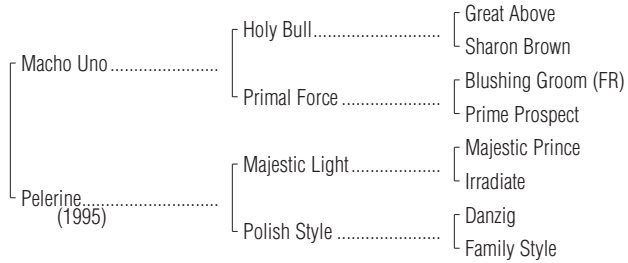 Great Above
Holy Bull
Sharon Brown
Macho Uno
Blushing Groom (FR)
Primal Force
Prime Prospect
Majestic Prince
Majestic Light
Irradiate
Pelerine
(1995)
Danzig
Polish Style
Family Style